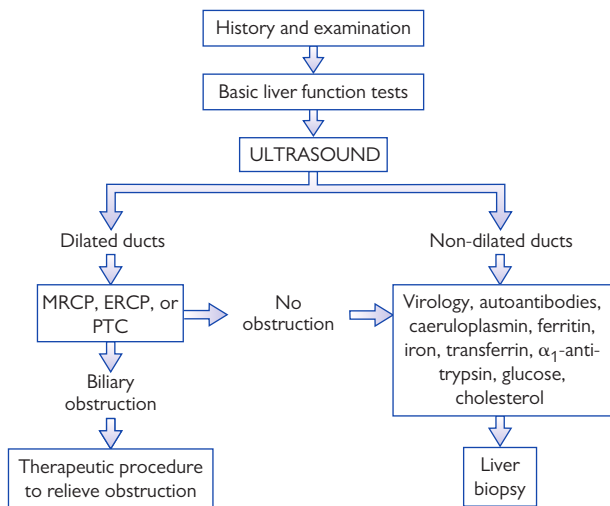 History and examination
Basic liver function tests
ULTRASOUND
Dilated ducts
Non-dilated ducts
MRCP, ERCP, or
PTC
No
obstruction
Virology, autoantibodies,
caeruloplasmin, ferritin,
iron, transferrin, α₁-anti-
trypsin, glucose,
cholesterol
Biliary
obstruction
Therapeutic procedure
to relieve obstruction
Liver
biopsy